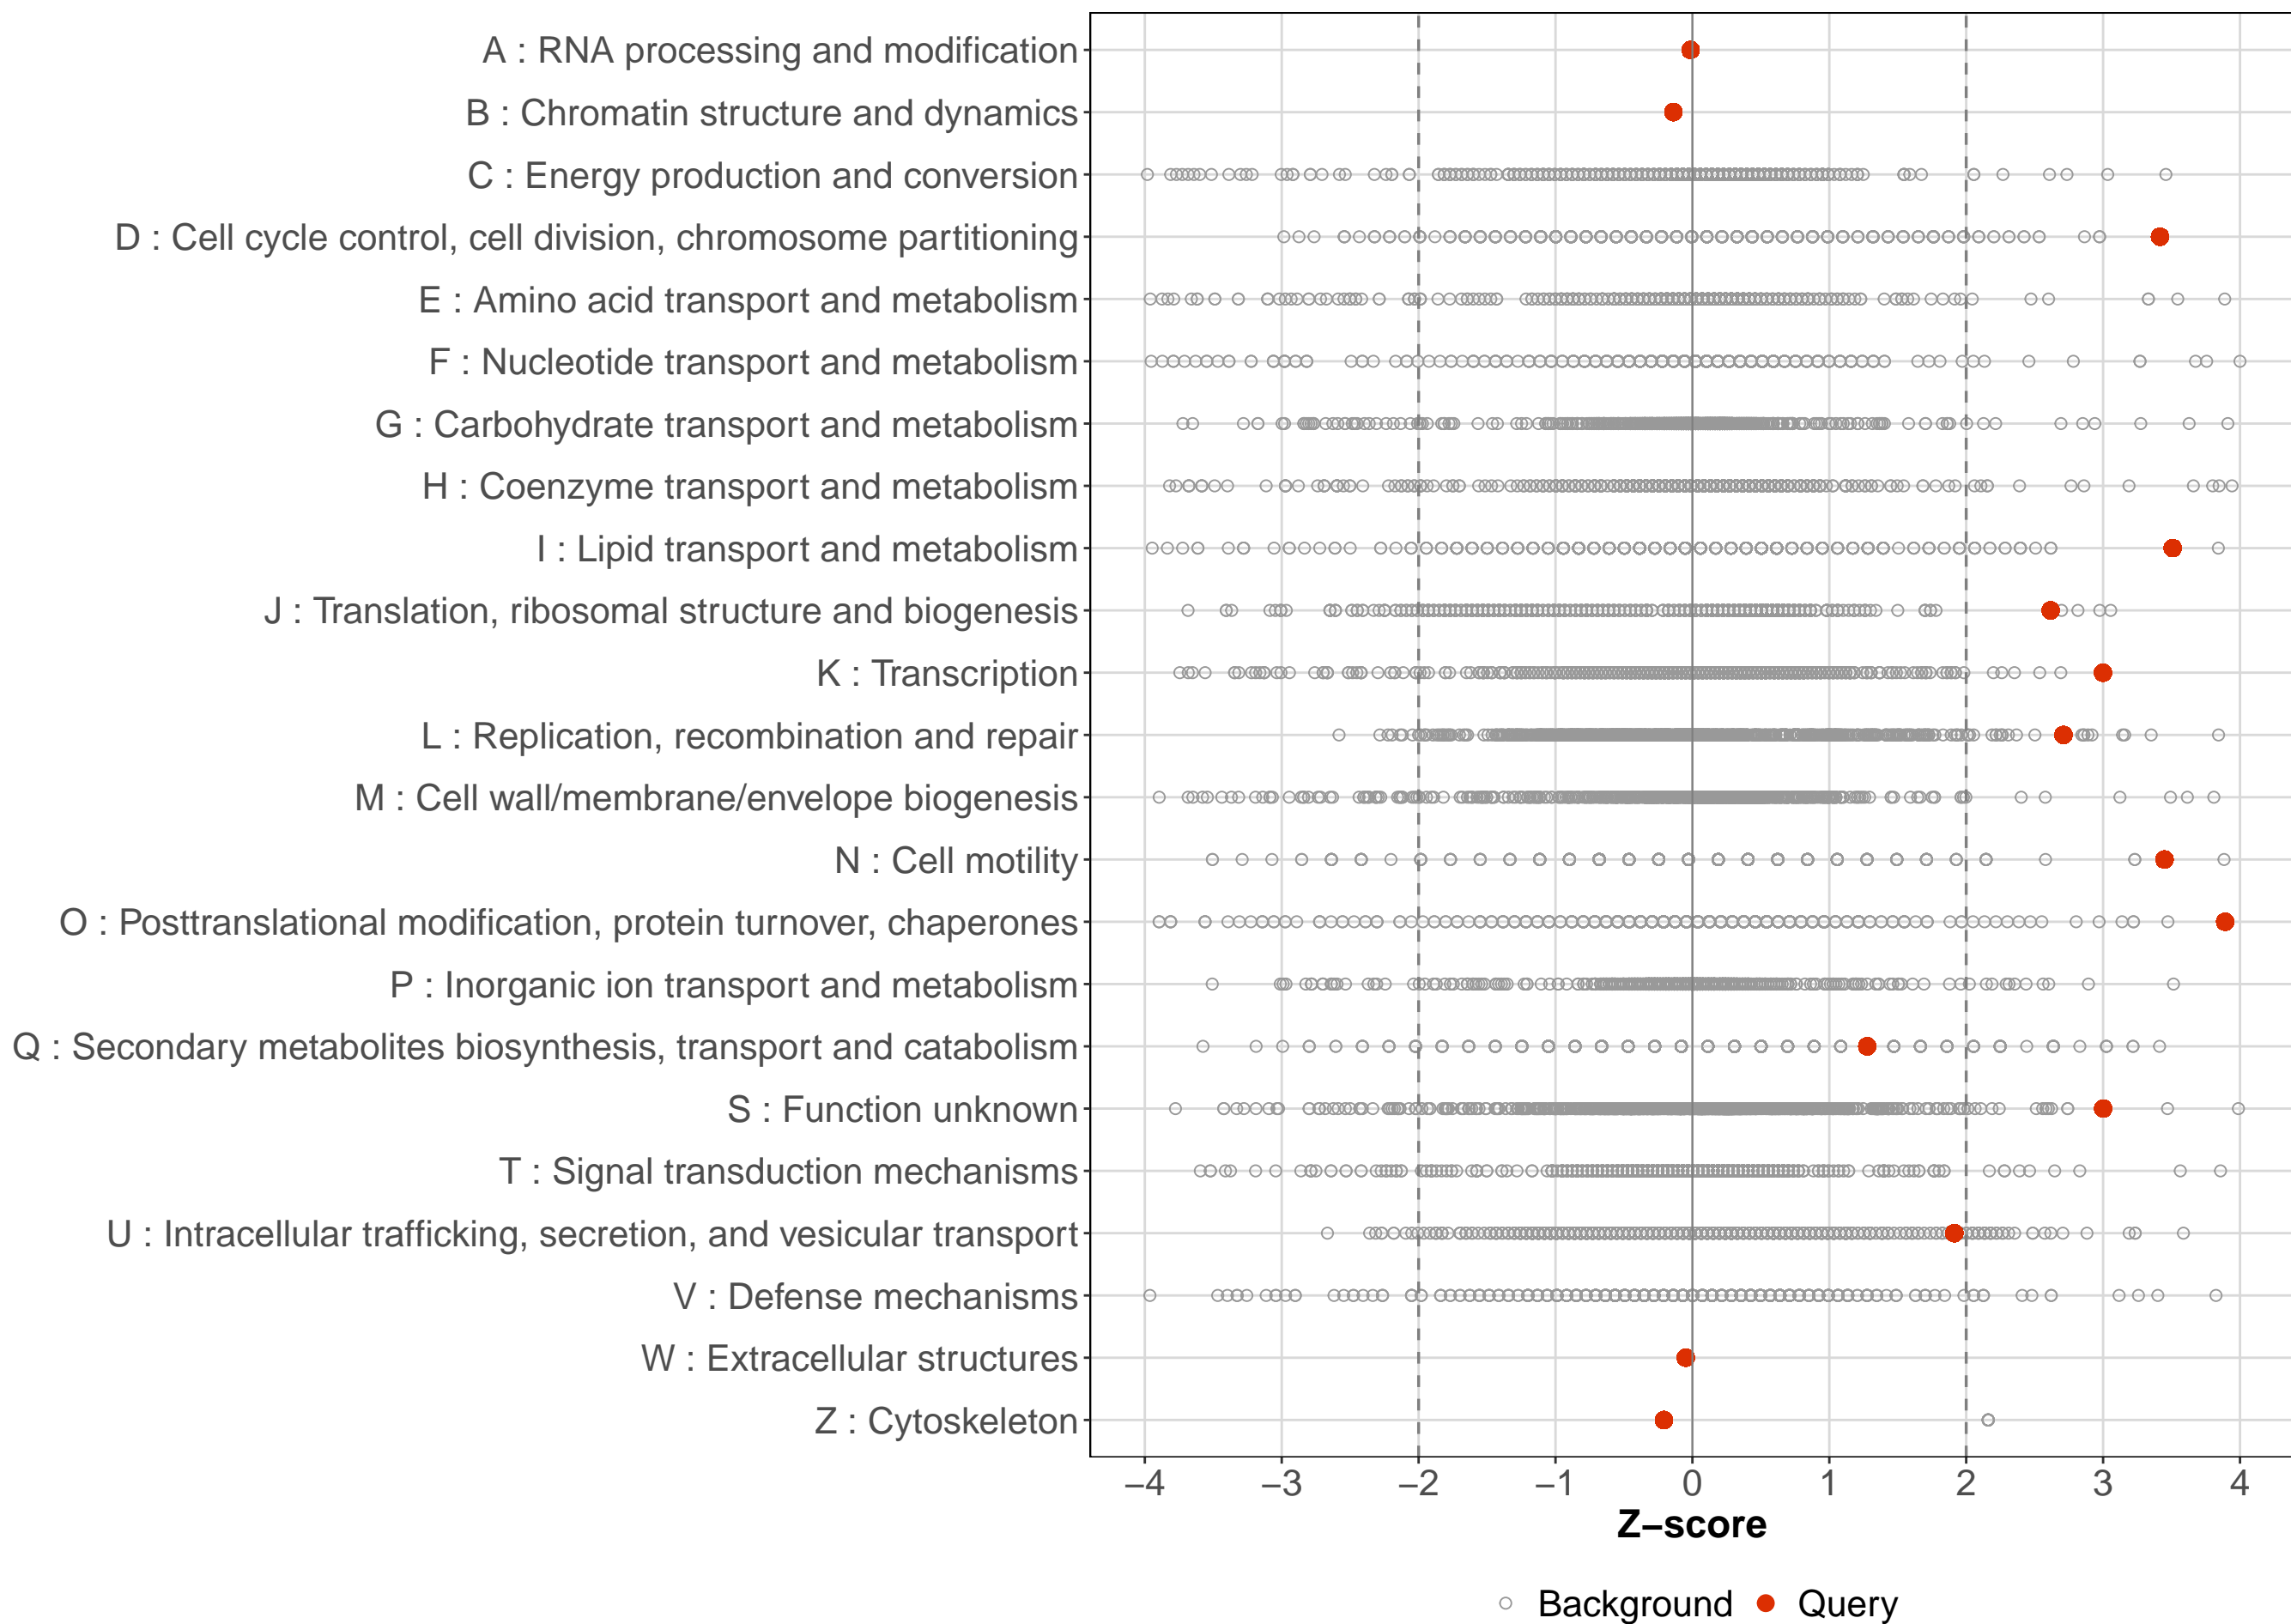 A : RNA processing and modification
B : Chromatin structure and dynamics
C : Energy production and conversion
D : Cell cycle control, cell division, chromosome partitioning
E : Amino acid transport and metabolism
F : Nucleotide transport and metabolism
G : Carbohydrate transport and metabolism
H : Coenzyme transport and metabolism
I : Lipid transport and metabolism
J : Translation, ribosomal structure and biogenesis
K : Transcription
L : Replication, recombination and repair
M : Cell wall/membrane/envelope biogenesis
N : Cell motility
O : Posttranslational modification, protein turnover, chaperones
P : Inorganic ion transport and metabolism
Q : Secondary metabolites biosynthesis, transport and catabolism
S : Function unknown
T : Signal transduction mechanisms
U : Intracellular trafficking, secretion, and vesicular transport
V : Defense mechanisms
W : Extracellular structures
Z : Cytoskeleton
−4 −3 −2 −1 0 1 2 3 4
Z−score
Background Query